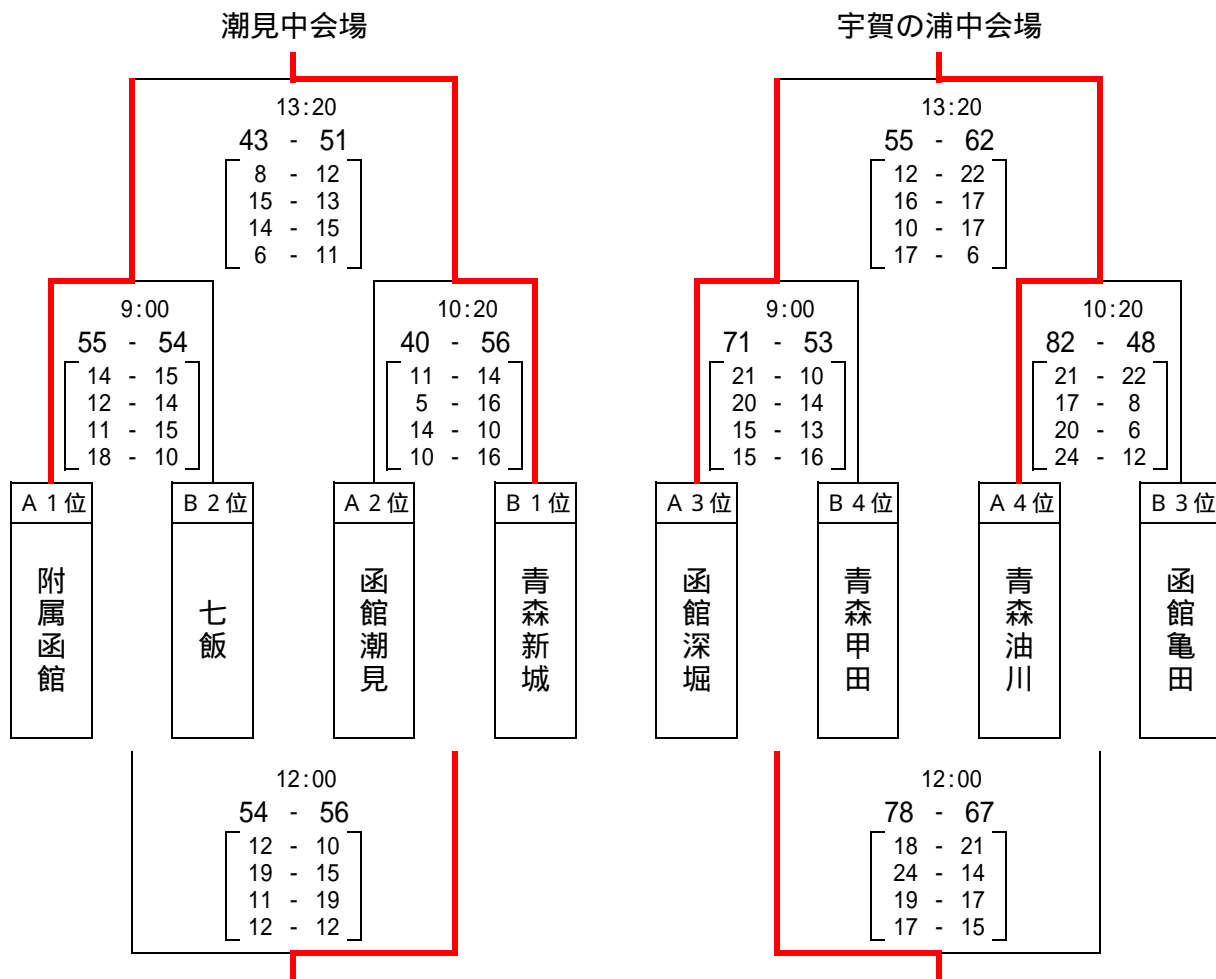 潮見中会場
13:20
43 - 51
8 - 12
15 - 13
14 - 15
6 - 11
9:00
55 - 54
14 - 15
12 - 14
11 - 15
18 - 10
10:20
40 - 56
11 - 14
5 - 16
14 - 10
10 - 16
A 1位
B 2位
A 2位
B 1位
附属函館
七飯
函館潮見
青森新城
12:00
54 - 56
12 - 10
19 - 15
11 - 19
12 - 12
宇賀の浦中会場
13:20
55 - 62
12 - 22
16 - 17
10 - 17
17 - 6
9:00
71 - 53
21 - 10
20 - 14
15 - 13
15 - 16
10:20
82 - 48
21 - 22
17 - 8
20 - 6
24 - 12
A 3位
B 4位
A 4位
B 3位
函館深堀
青森甲田
青森油川
函館亀田
12:00
78 - 67
18 - 21
24 - 14
19 - 17
17 - 15